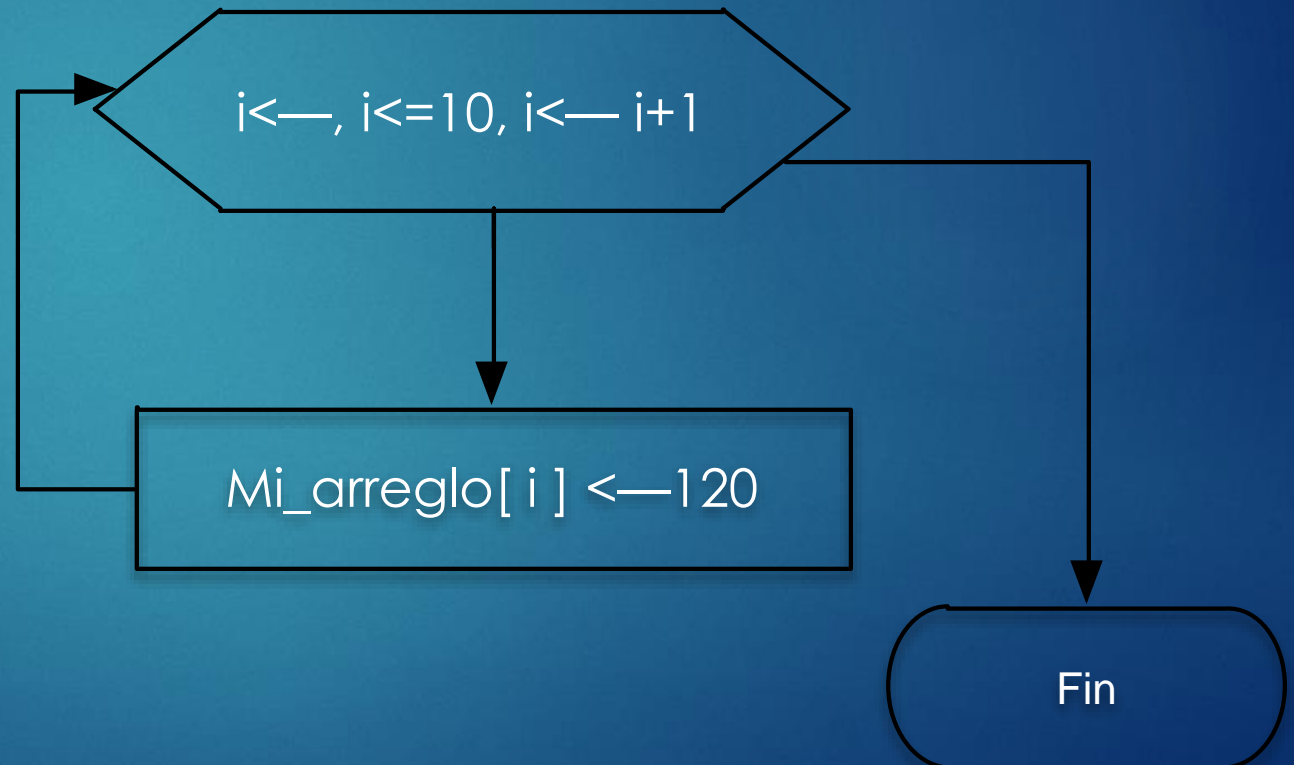 i<—, i<=10, i<— i+1
Mi_arreglo[ i ] <—120
Fin